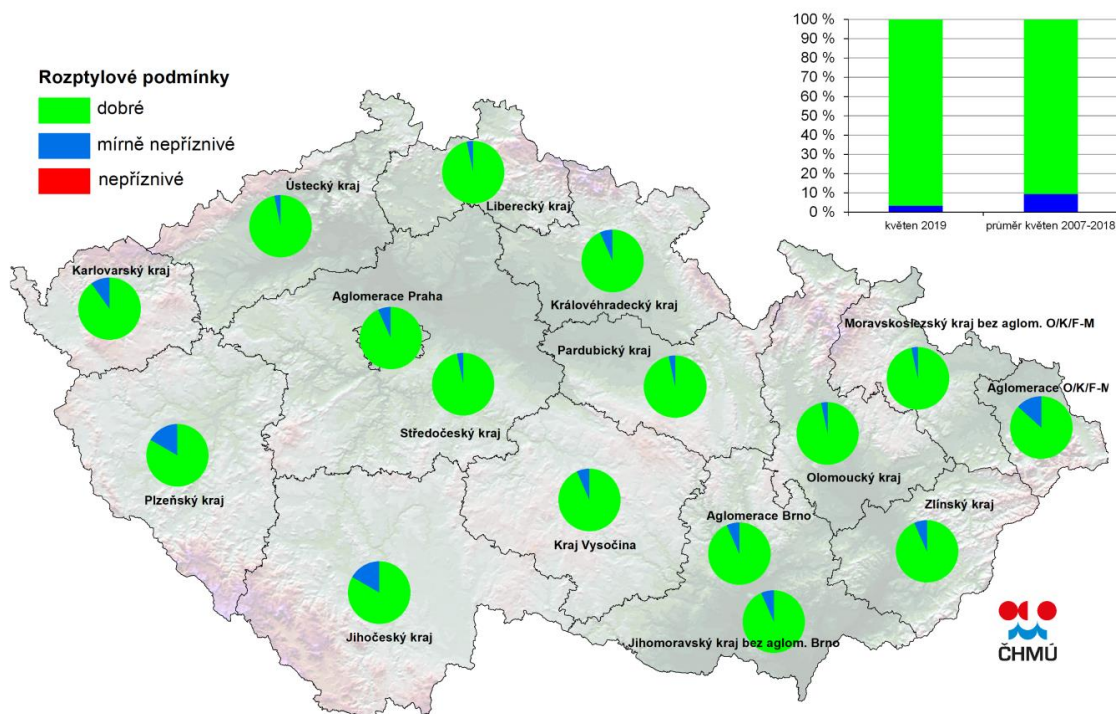 Rozptylové podmínky
dobré
mírně nepříznivé
nepříznivé
100 %
90 %
80 %
70 %
60 %
50 %
40 %
30 %
20 %
10 %
0 %
květen 2019
průměr květen 2007-2018
Ústecký kraj
Liberecký kraj
Karlovarský kraj
Aglomerace Praha
Královéhradecký kraj
Moravskoslezský kraj bez aglom. O/K/F-M
Pardubický kraj
Aglomerace O/K/F-M
Středočeský kraj
Olomoucký kraj
Plzeňský kraj
Zlínský kraj
Aglomerace Brno
Kraj Vysočina
Jihočeský kraj
Jihomoravský kraj bez aglom. Brno
ČHMÚ